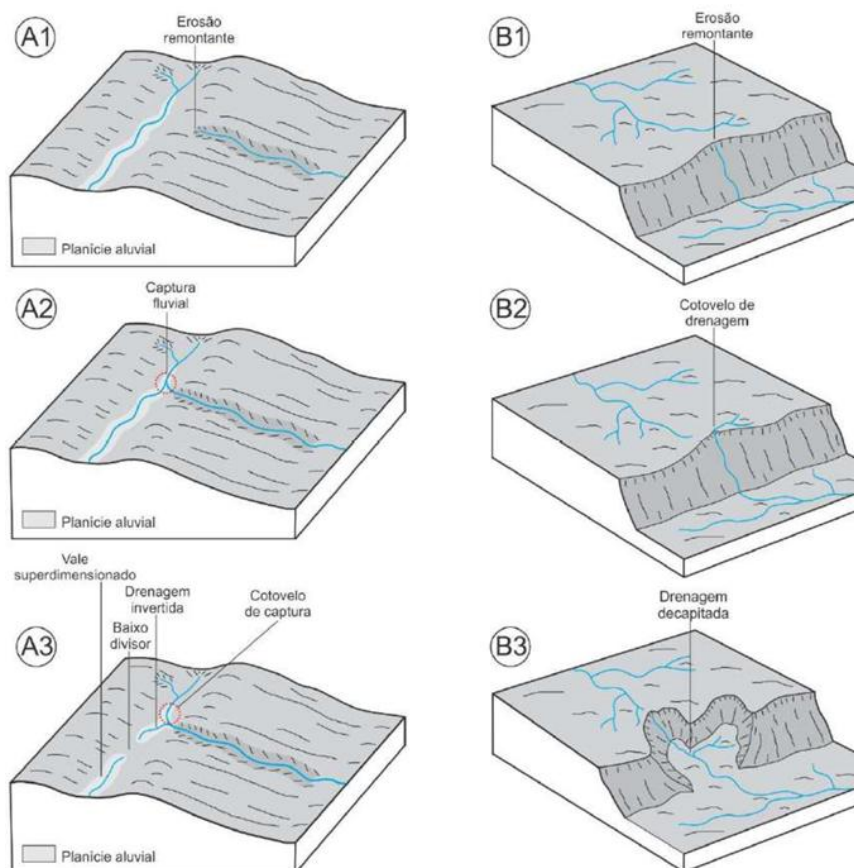 A1
Erosão
remontante
Planície aluvial
B1
Erosão
remontante
A2
Captura
fluvial
Planície aluvial
B2
Cotovelo de
drenagem
A3
Vale
superdimensionado
Baixo
divisor
Drenagem
invertida
Cotovelo
de captura
Planície aluvial
B3
Drenagem
decapitada